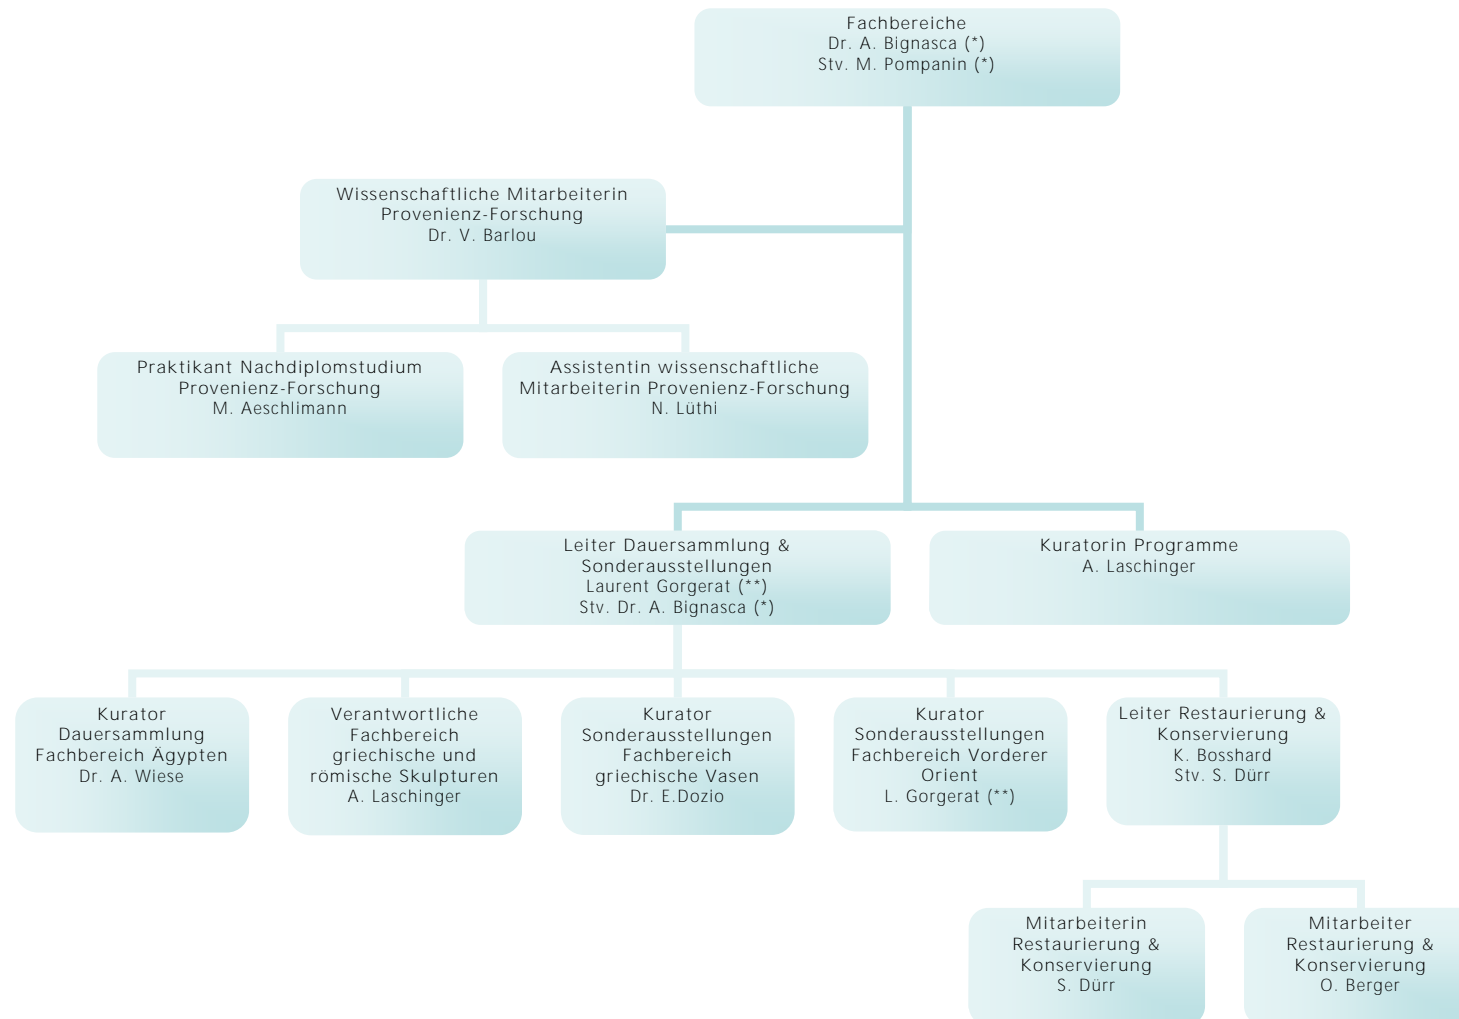 Fachbereiche
Dr. A. Bignasca (*)
Stv. M. Pompanin (*)
Wissenschaftliche Mitarbeiterin
Provenienz-Forschung
Dr. V. Barlou
Praktikant Nachdiplomstudium
Provenienz-Forschung
M. Aeschlimann
Assistentin wissenschaftliche
Mitarbeiterin Provenienz-Forschung
N. Lüthi
Leiter Dauersammlung &
Sonderausstellungen
Laurent Gorgerat (**)
Stv. Dr. A. Bignasca (*)
Kuratorin Programme
A. Laschinger
Kurator
Dauersammlung
Fachbereich Ägypten
Dr. A. Wiese
Verantwortliche
Fachbereich
griechische und
römische Skulpturen
A. Laschinger
Kurator
Sonderausstellungen
Fachbereich
griechische Vasen
Dr. E.Dozio
Kurator
Sonderausstellungen
Fachbereich Vorderer
Orient
L. Gorgerat (**)
Leiter Restaurierung &
Konservierung
K. Bosshard
Stv. S. Dürr
Mitarbeiterin
Restaurierung &
Konservierung
S. Dürr
Mitarbeiter
Restaurierung &
Konservierung
O. Berger